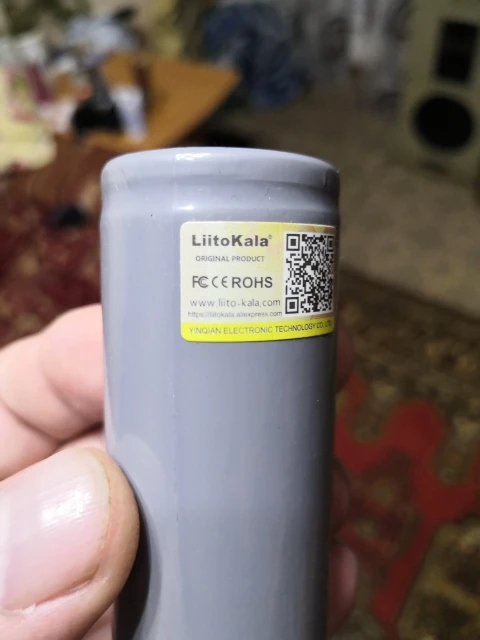 LiitoKala®
ORIGINAL PRODUCT
FC CE ROHS
www.liito-kala.com
https://liitokala.aliexpress.com
YINQIAN ELECTRONIC TECHNOLOGY CO., LTD